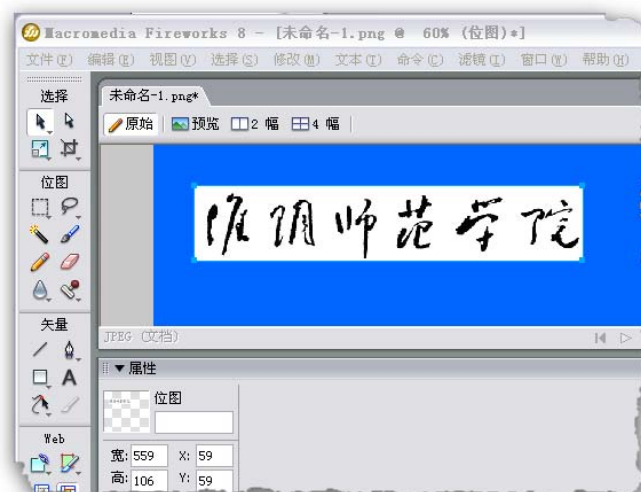 Macromedia Fireworks 8 - [未命名-1.png @ 60% (位图)*]
文件(F) 编辑(E) 视图(V) 选择(S) 修改(M) 文本(T) 命令(C) 滤镜(I) 窗口(W) 帮助(H)
选择
未命名-1.png*
原始 预览 2 幅 4 幅
位图
淮阴师范学院
矢量
JPEG (文档)
属性
位图
Web
宽: 559 X: 59
高: 106 Y: 59